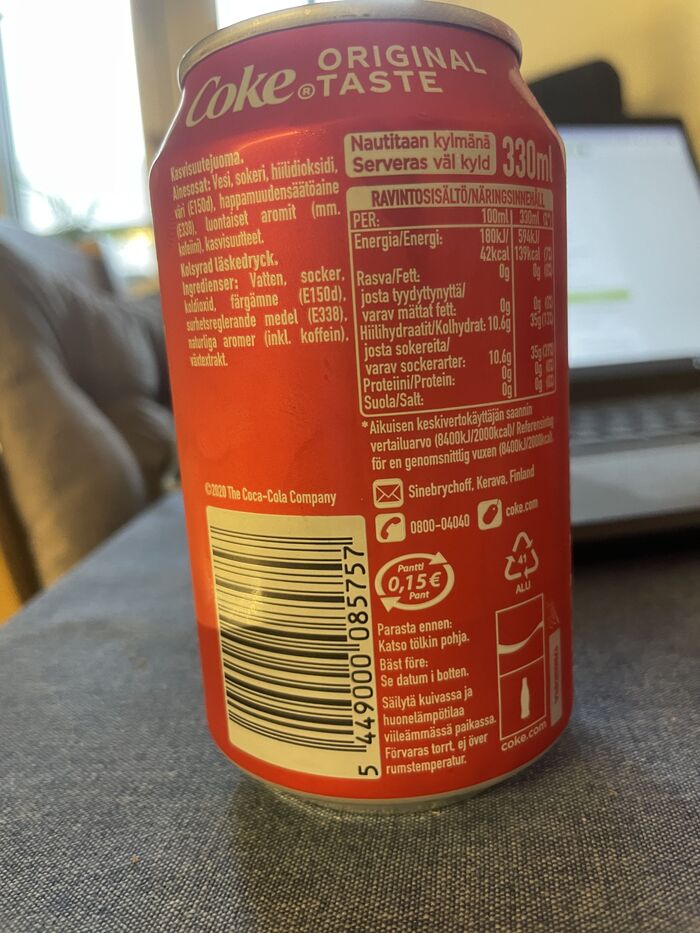 Coke ® ORIGINAL
TASTE
Kasvisuutejuoma.
Ainesosat: Vesi, sokeri, hiilidioksidi,
väri (E150d), happamuudensäätöaine
(E338), luontaiset aromit (mm.
kofeiini), kasviuutteet.
Kolsyrad läskedryck.
Ingredienser: Vatten, socker,
koldioxid, färgämne (E150d),
surhetsreglerande medel (E338),
naturliga aromer (inkl. koffein),
växtextrakt.
Nautitaan kylmänä
Serveras väl kyld
330ml
RAVINTOSISÄLTÖ/NÄRINGSINNEHÅLL
PER: 100ml 330ml (%*)
Energia/Energi: 180kJ/ 594kJ/
42kcal 139kcal (7%)
Rasva/Fett: 0g 0g (0%)
josta tyydyttynyttä/
varav mättat fett: 0g 0g (0%)
Hiilihydraatit/Kolhydrat: 10.6g 35g
josta sokereita/
varav sockerarter: 10.6g 35g
Proteiini/Protein: 0g 0g (0%)
Suola/Salt: 0g 0g (0%)
*Aikuisen keskivertokäyttäjän saannin
vertailuarvo (8400kJ/2000kcal)/ Referensintag
för en genomsnittlig vuxen (8400kJ/2000kcal).
©2020 The Coca-Cola Company
Sinebrychoff, Kerava, Finland
0800-04040 coke.com
Pantti
0,15€
Pant
41
ALU
Parasta ennen:
Katso tölkin pohja.
Bäst före:
Se datum i botten.
Säilytä kuivassa ja
huonelämpötilaa
viileämmässä paikassa.
Förvaras torrt, ej över
rumstemperatur.
coke.com
5 449000 085757